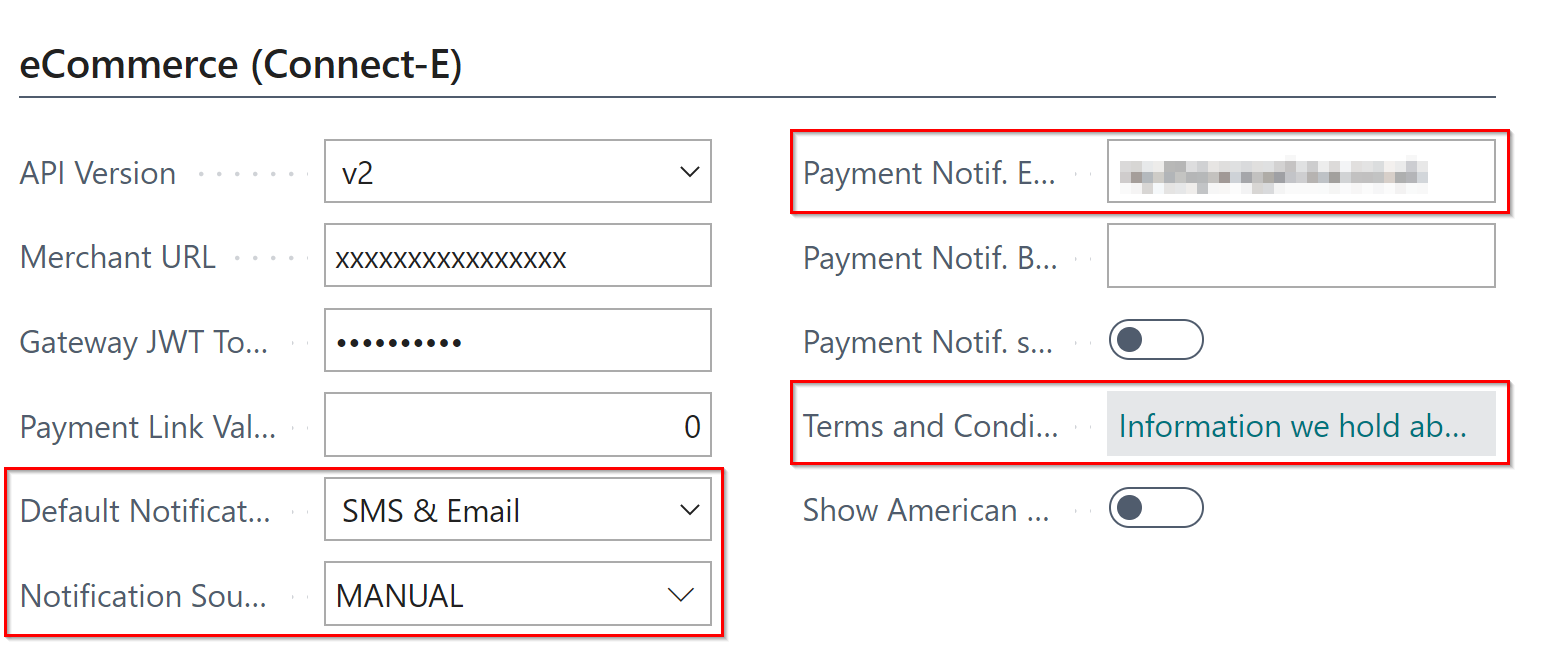 eCommerce (Connect-E)
API Version
v2
Merchant URL
xxxxxxxxxxxxxxxx
Gateway JWT To...
••••••••••
Payment Link Val...
0
Default Notificat...
SMS & Email
Notification Sou...
MANUAL
Payment Notif. E...
Payment Notif. B...
Payment Notif. s...
Terms and Condi...
Information we hold ab...
Show American ...